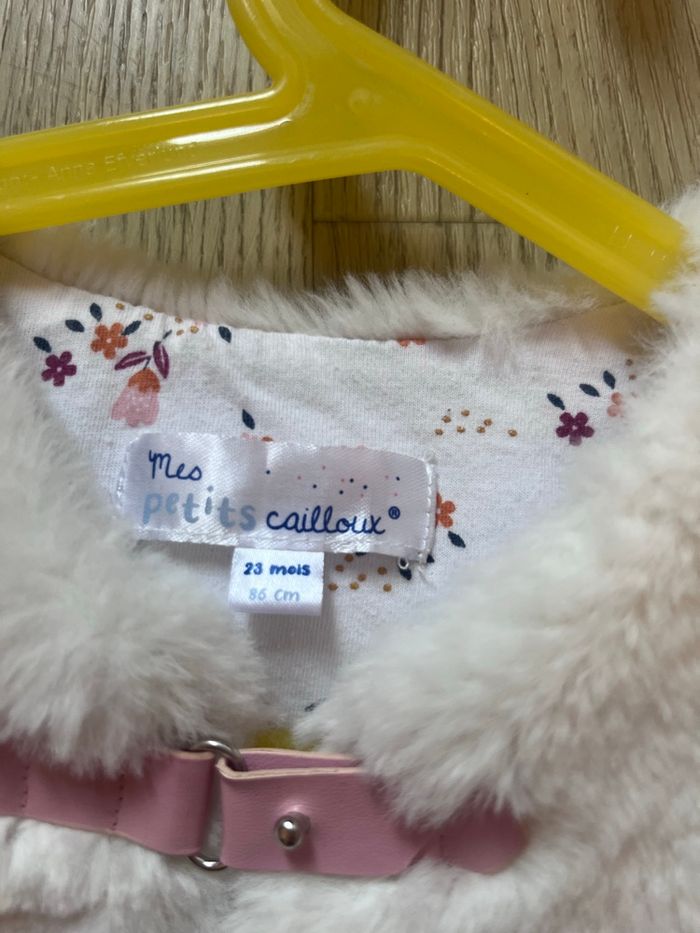 Mes
petits cailloux®
23 mois
86 cm